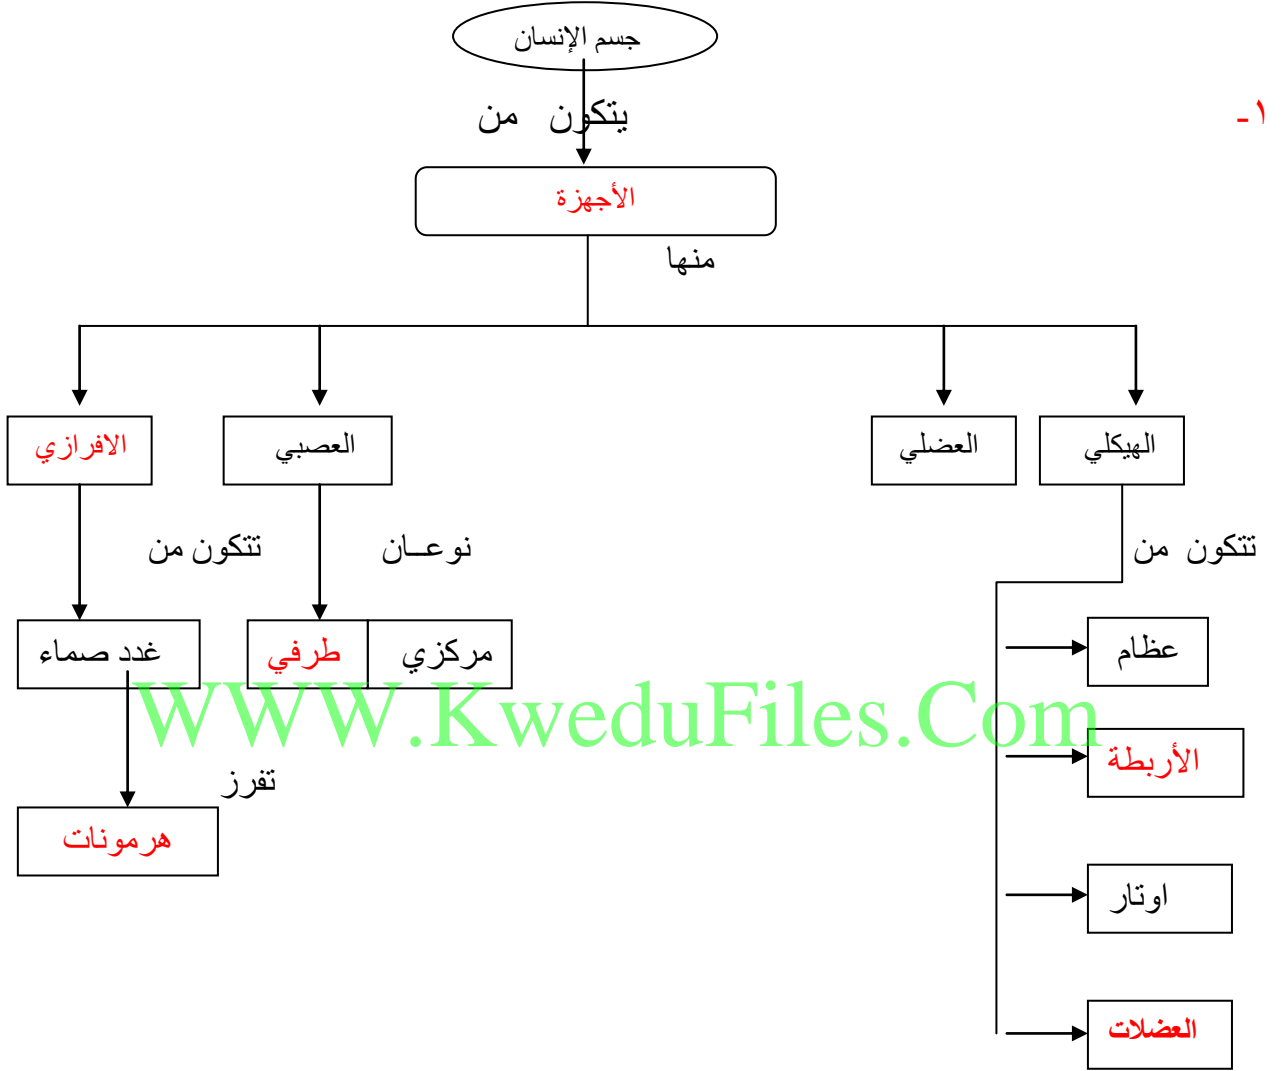 جسم الإنسان
يتكون من
١-
الأجهزة
منها
الهيكلي
العضلي
العصبي
الافرازي
تتكون من
نوعــان
تتكون من
عظام
مركزي
طرفي
غدد صماء
WWW.KweduFiles.Com
الأربطة
تفرز
هرمونات
اوتار
العضلات